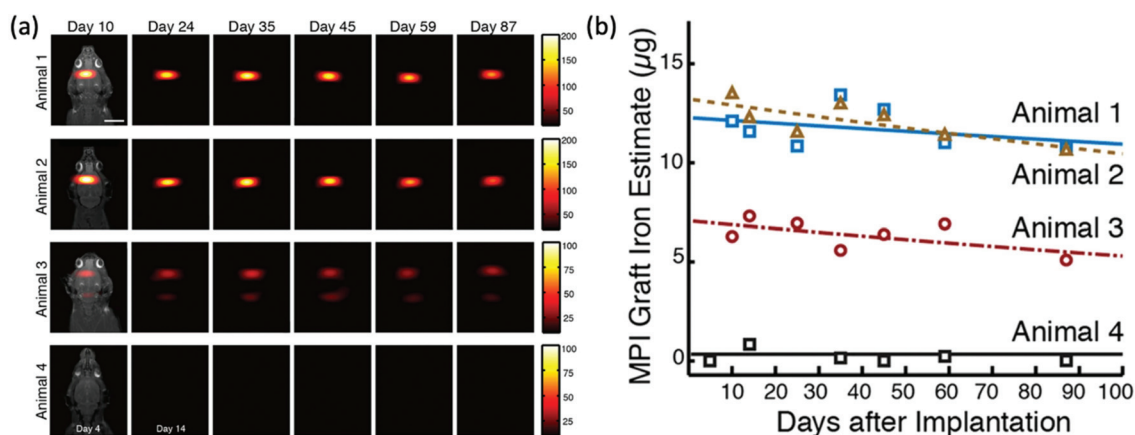 (a)
Day 10 Day 24 Day 35 Day 45 Day 59 Day 87
Animal 1
200
150
100
50
Animal 2
200
150
100
50
Animal 3
100
75
50
25
Animal 4
100
75
50
25
Day 4 Day 14
(b)
MPI Graft Iron Estimate (µg)
15
10
5
0
Animal 1
Animal 2
Animal 3
Animal 4
10 20 30 40 50 60 70 80 90 100
Days after Implantation